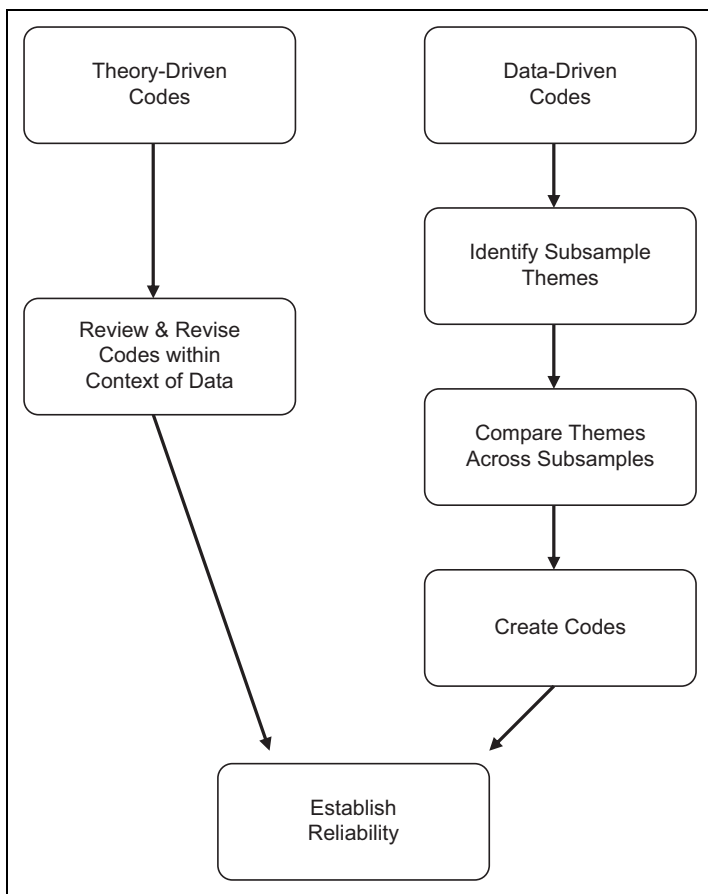 Theory-Driven
Codes
Data-Driven
Codes
Identify Subsample
Themes
Review & Revise
Codes within
Context of Data
Compare Themes
Across Subsamples
Create Codes
Establish
Reliability